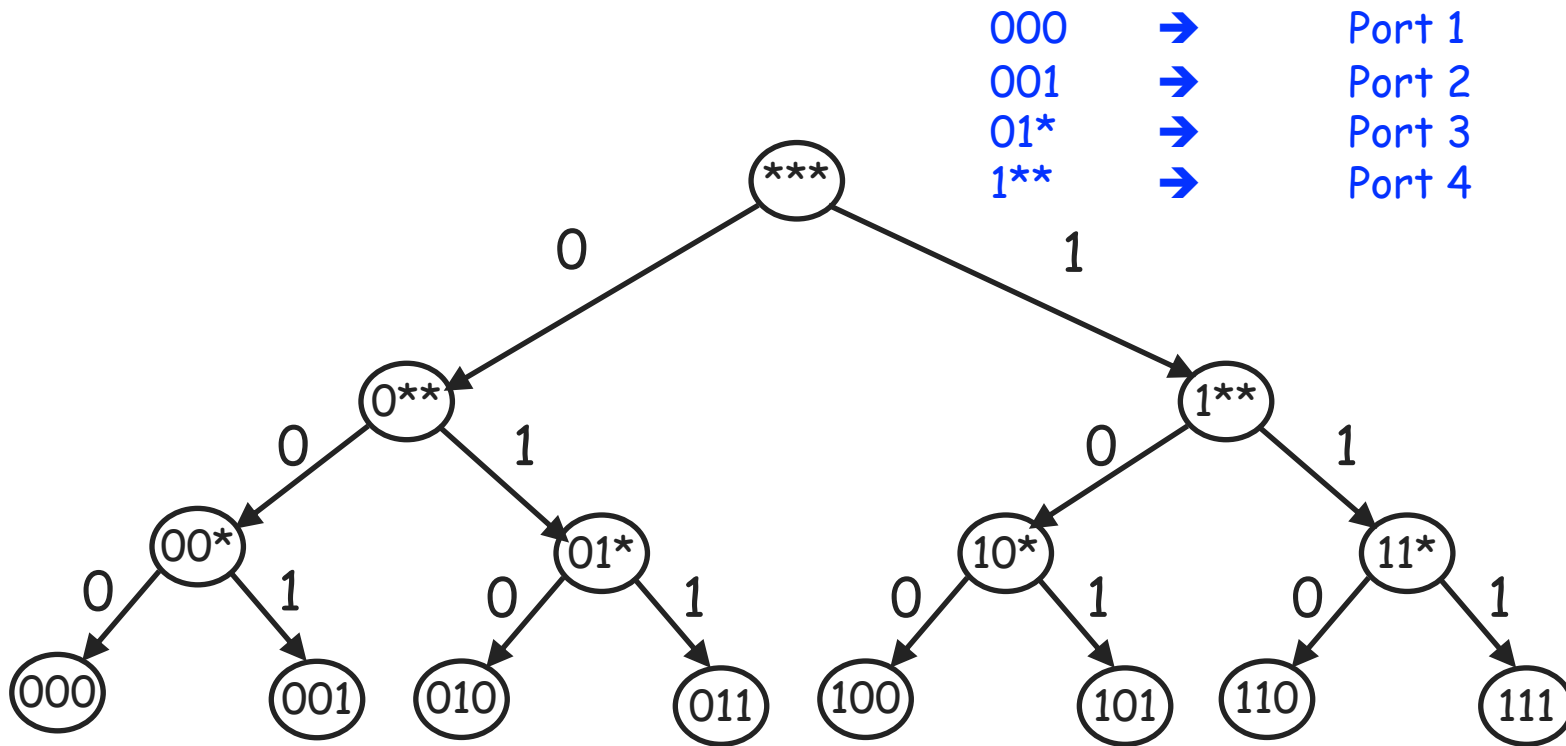 000 ➔ Port 1
001 ➔ Port 2
01* ➔ Port 3
1** ➔ Port 4
***
0 1
0** 1**
0 1 0 1
00* 01* 10* 11*
0 1 0 1 0 1 0 1
000 001 010 011 100 101 110 111